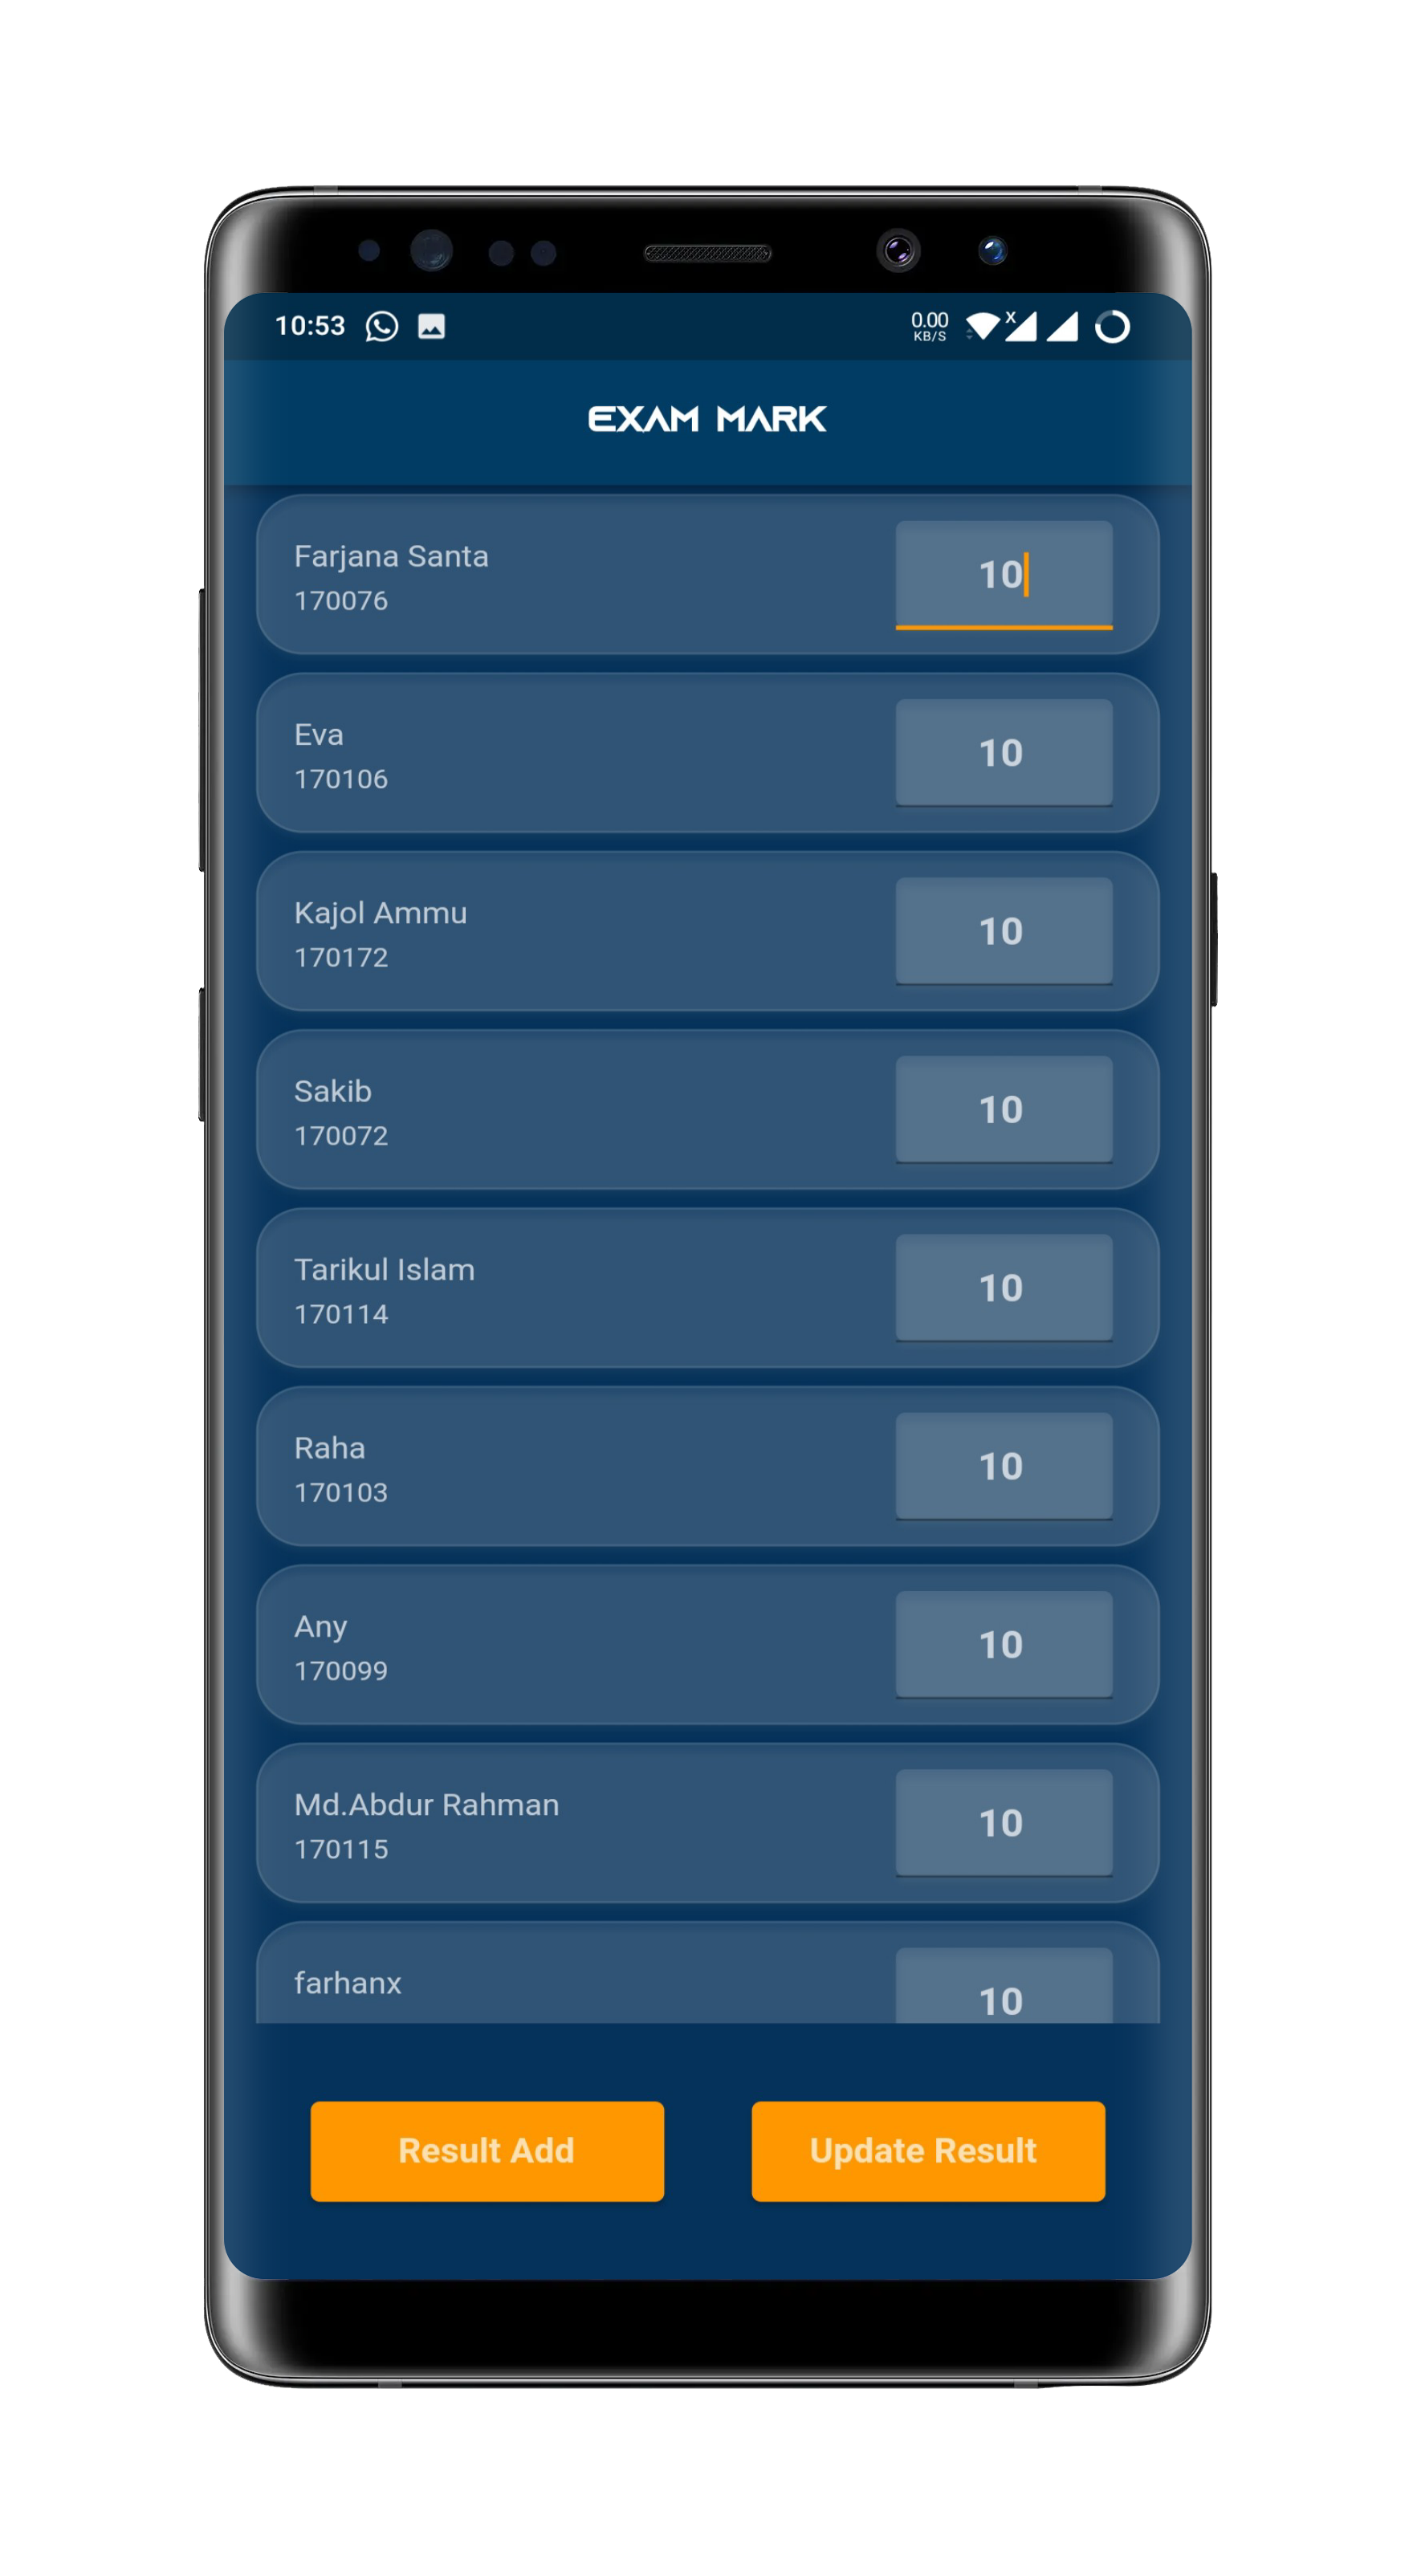 10:53
0.00
KB/S
X
EXAM MARK
Farjana Santa
170076
10
Eva
170106
10
Kajol Ammu
170172
10
Sakib
170072
10
Tarikul Islam
170114
10
Raha
170103
10
Any
170099
10
Md.Abdur Rahman
170115
10
farhanx
10
Result Add
Update Result